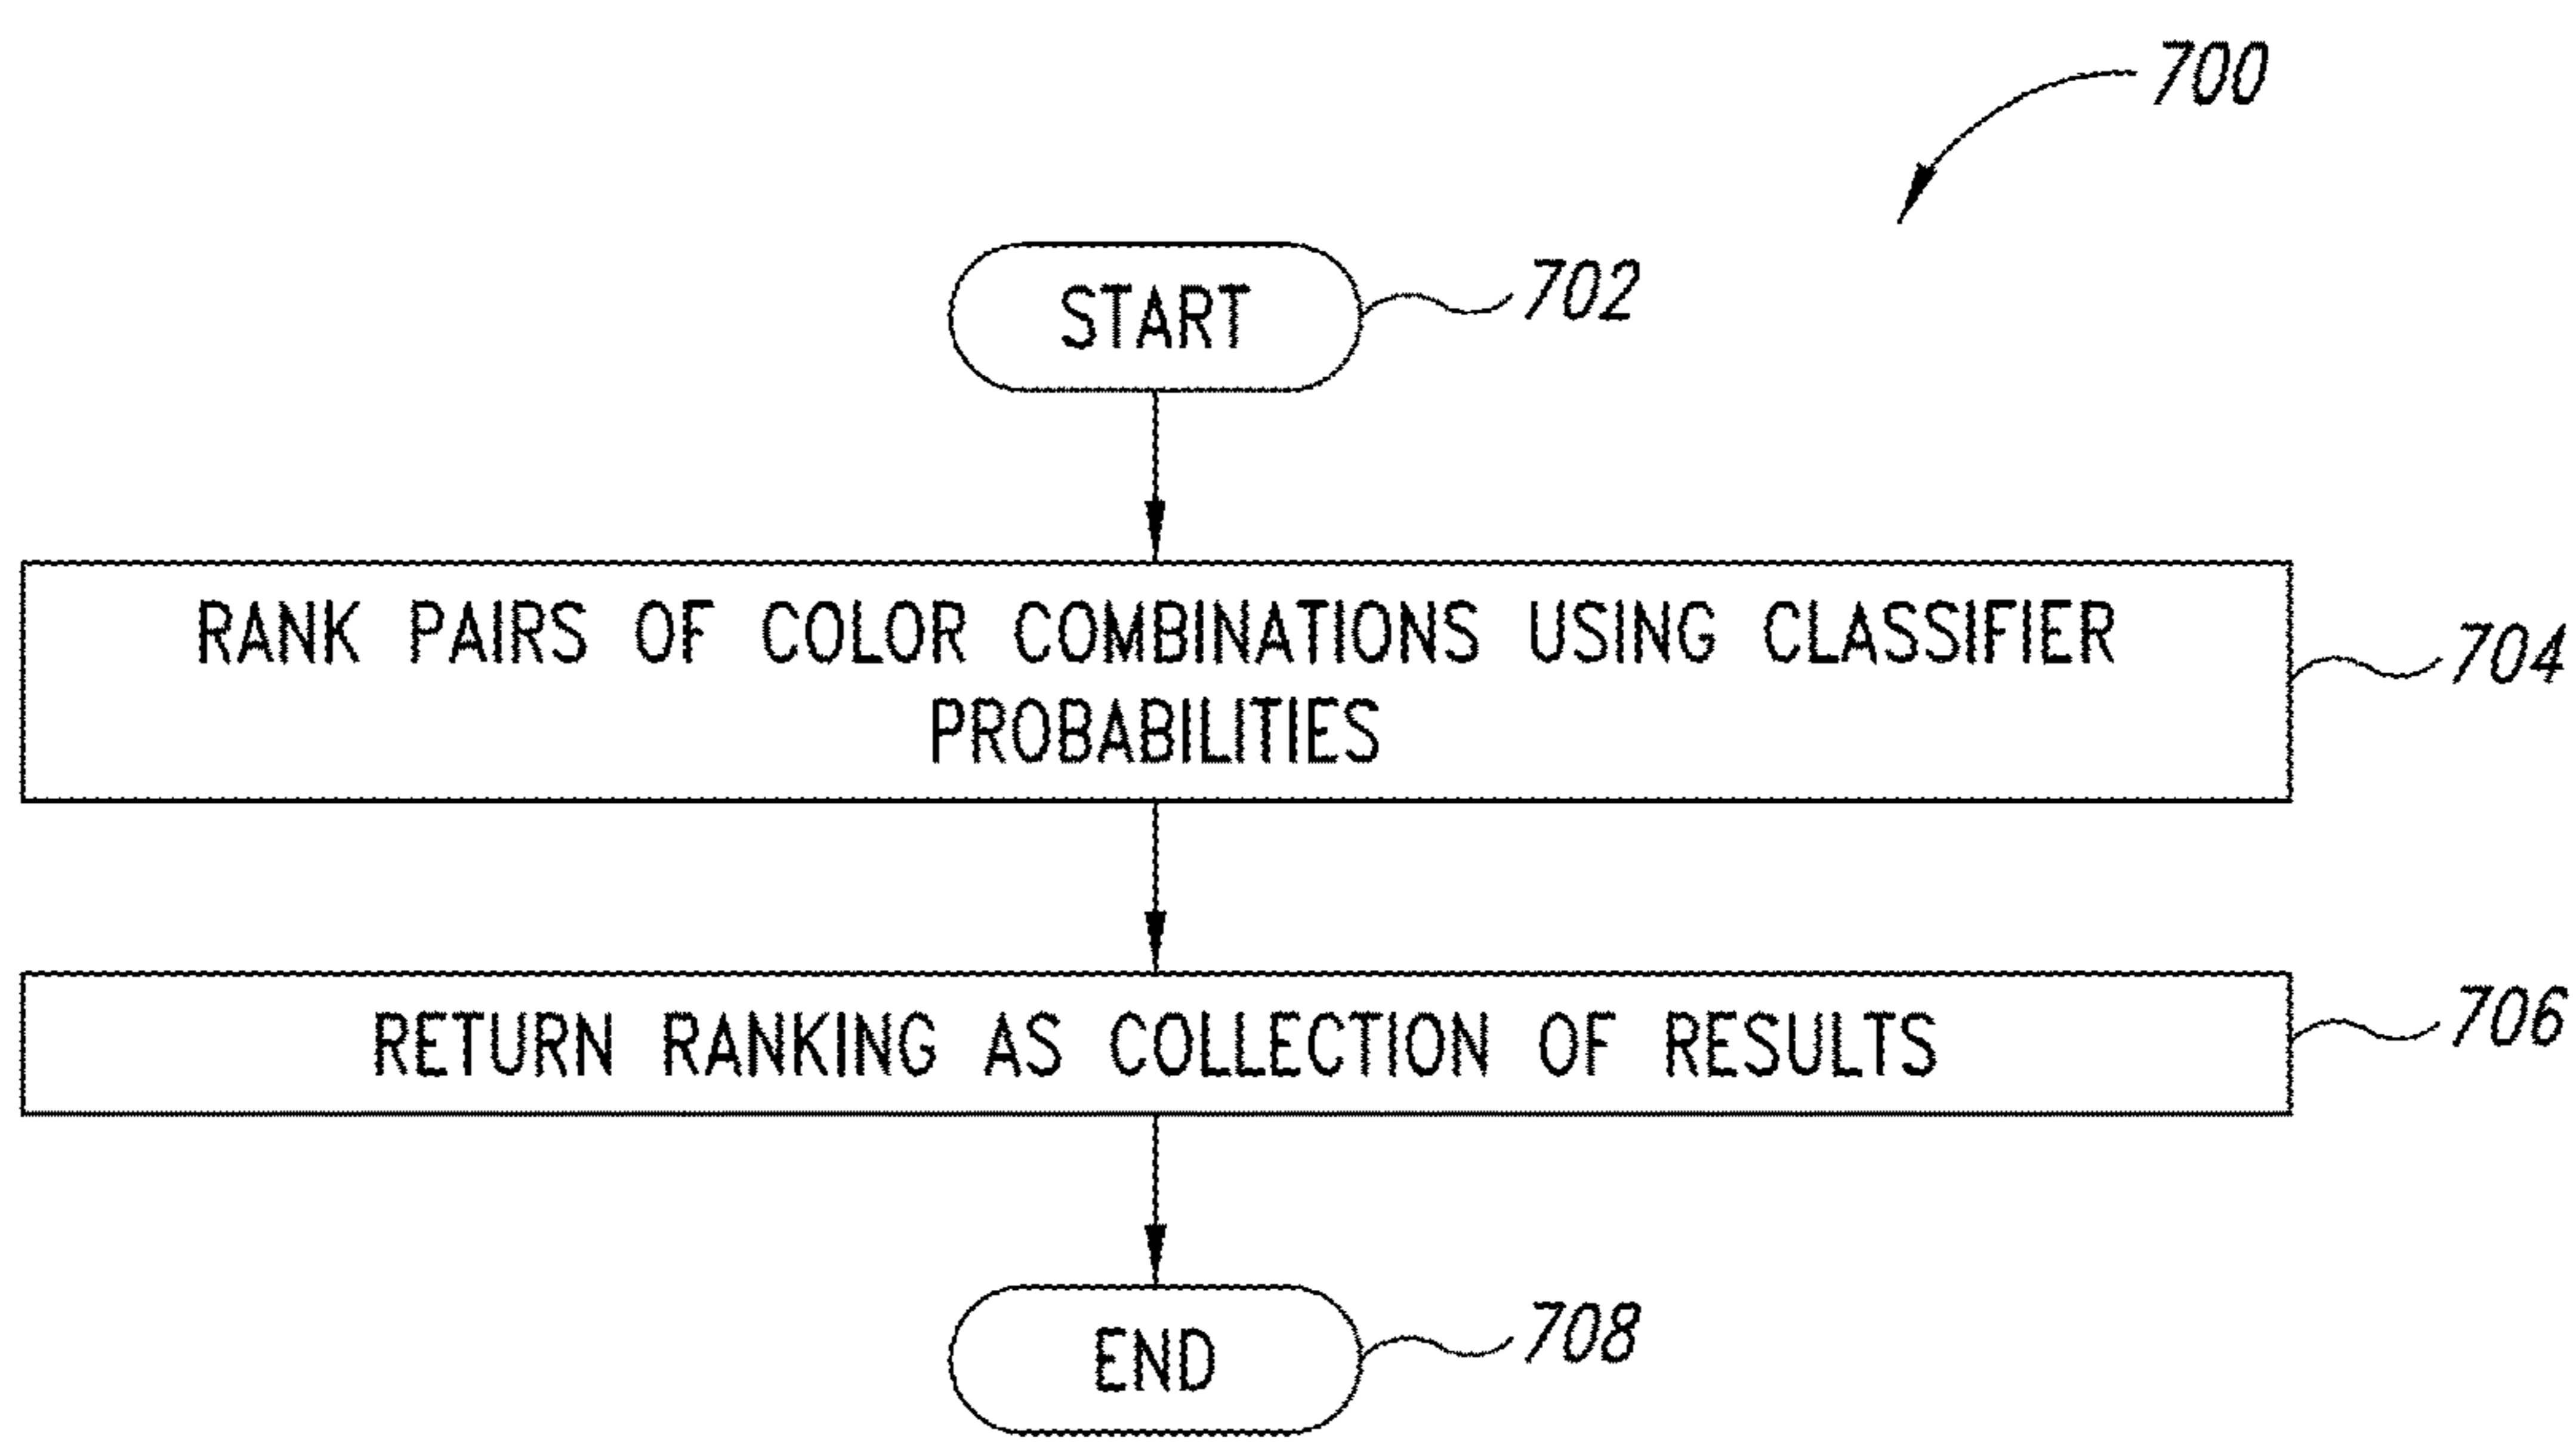 700
START
702
RANK PAIRS OF COLOR COMBINATIONS USING CLASSIFIER
PROBABILITIES
704
RETURN RANKING AS COLLECTION OF RESULTS
706
END
708